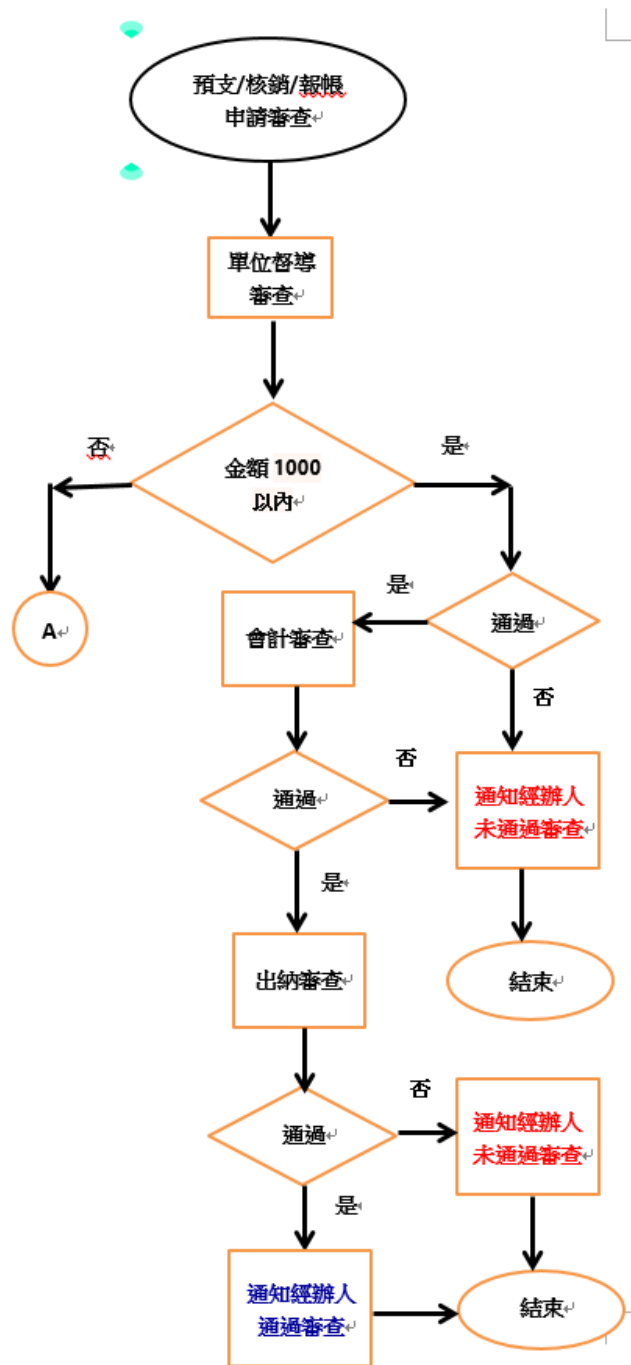 預支/核銷/報帳
申請審查
單位督導
審查
否
是
金額 1000
以內
A
是
會計審查
通過
否
通過
否
通知經辦人
未通過審查
是
出納審查
結束
通過
否
通知經辦人
未通過審查
是
通知經辦人
通過審查
結束